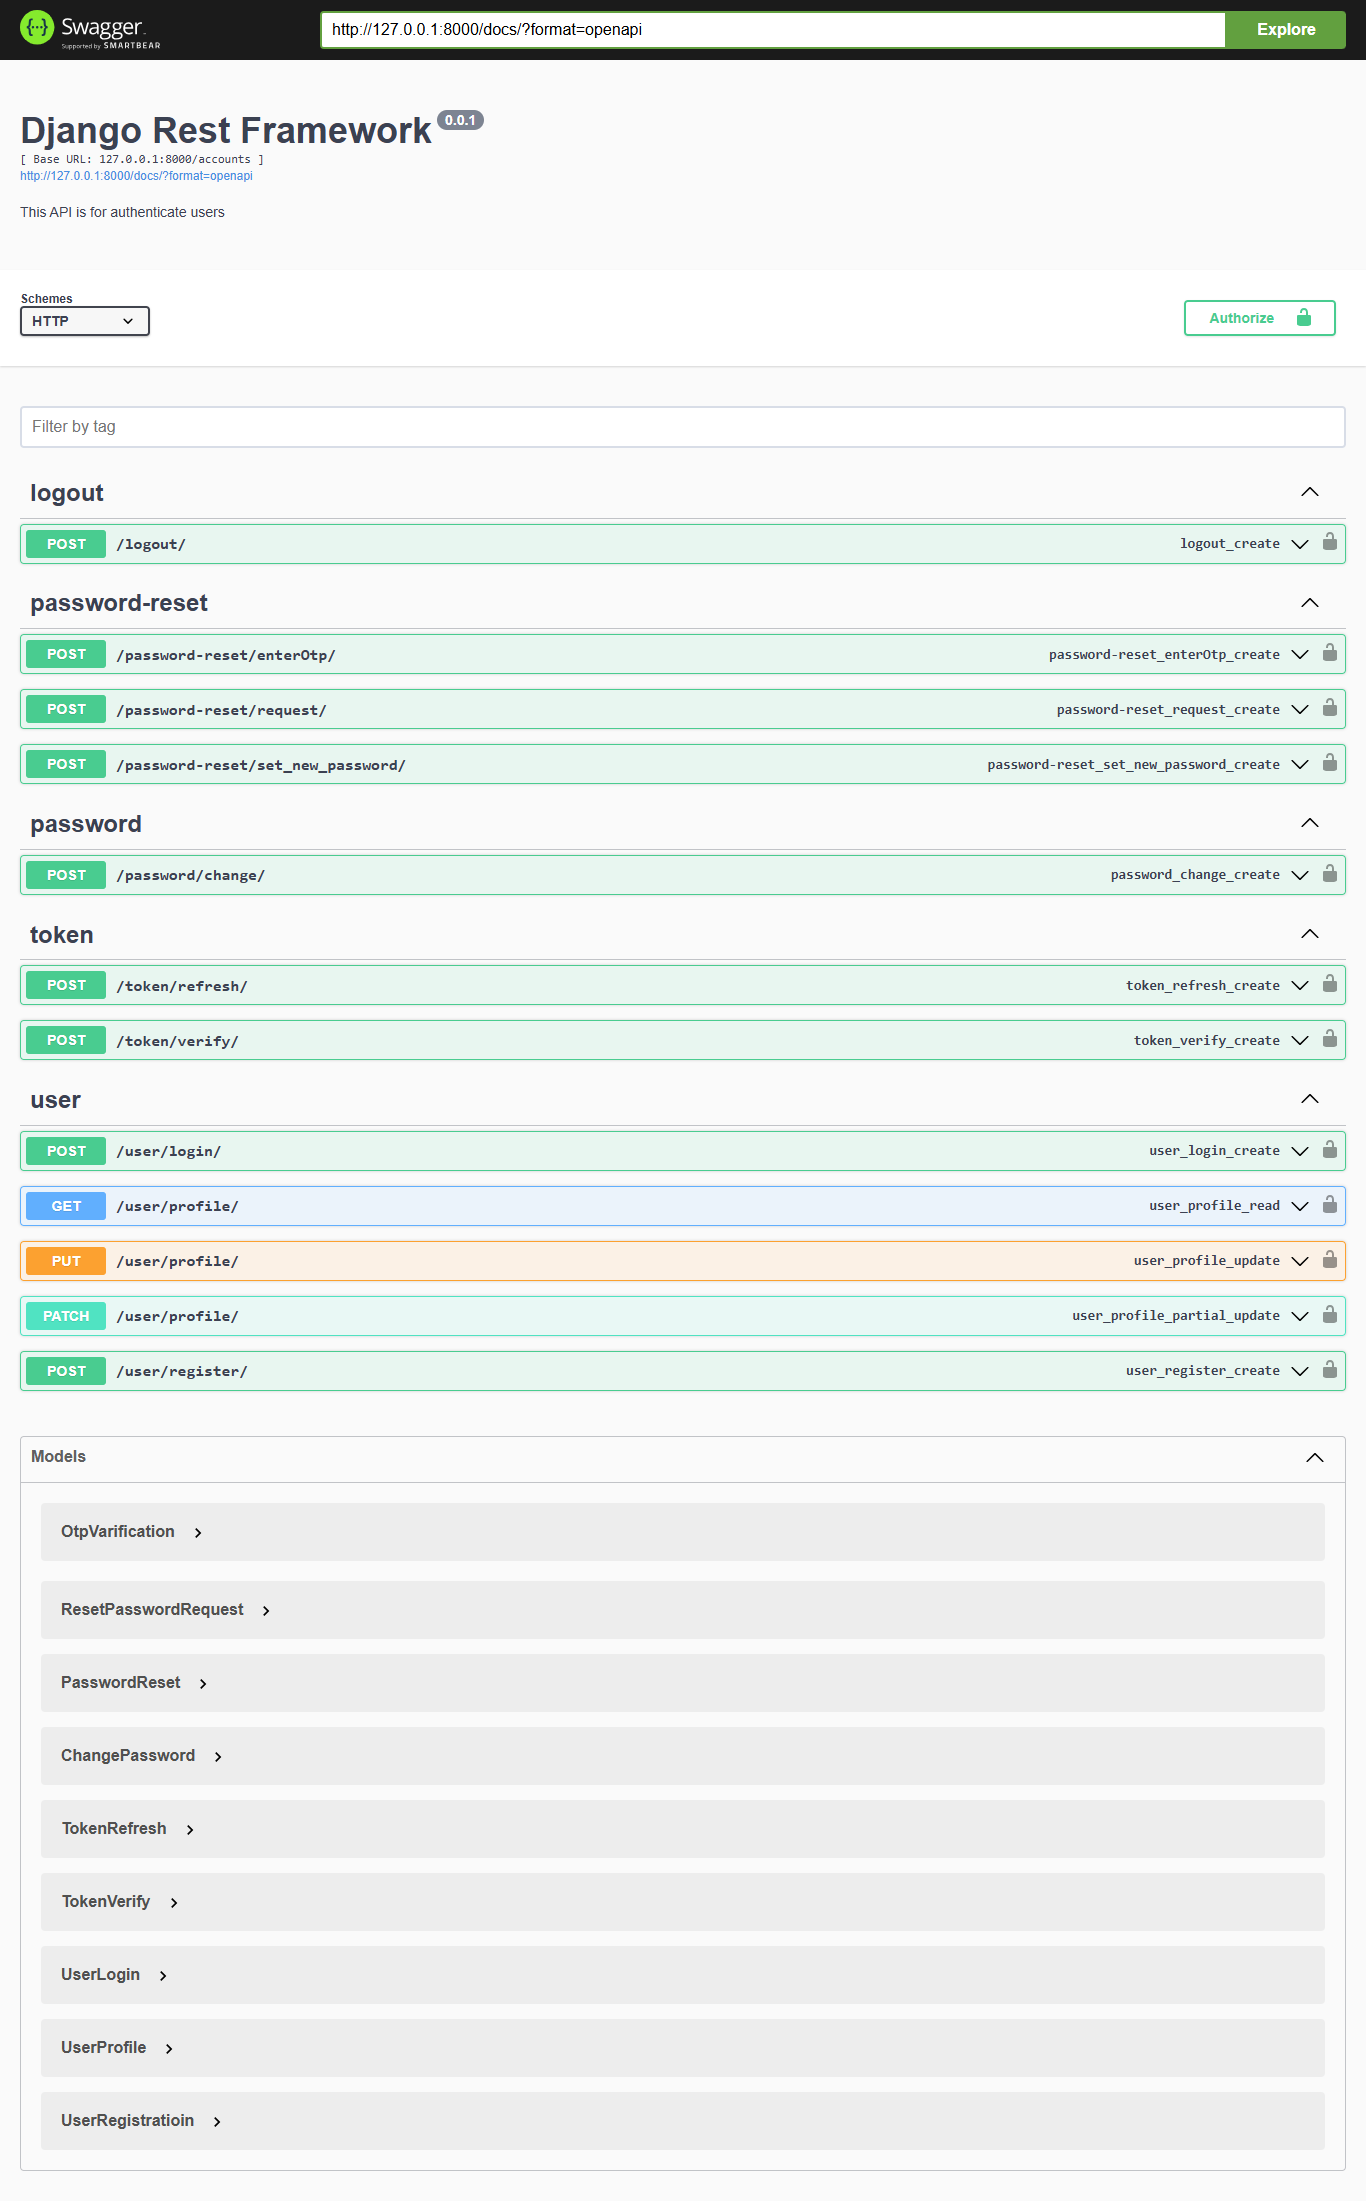 Swagger
Supported by SMARTBEAR
http://127.0.0.1:8000/docs/?format=openapi
Explore
Django Rest Framework 0.0.1
[ Base URL: 127.0.0.1:8000/accounts ]
http://127.0.0.1:8000/docs/?format=openapi
This API is for authenticate users
Schemes
HTTP
Authorize
Filter by tag
logout
POST /logout/ logout_create
password-reset
POST /password-reset/enterOtp/ password-reset_enterOtp_create
POST /password-reset/request/ password-reset_request_create
POST /password-reset/set_new_password/ password-reset_set_new_password_create
password
POST /password/change/ password_change_create
token
POST /token/refresh/ token_refresh_create
POST /token/verify/ token_verify_create
user
POST /user/login/ user_login_create
GET /user/profile/ user_profile_read
PUT /user/profile/ user_profile_update
PATCH /user/profile/ user_profile_partial_update
POST /user/register/ user_register_create
Models
OtpVarification
ResetPasswordRequest
PasswordReset
ChangePassword
TokenRefresh
TokenVerify
UserLogin
UserProfile
UserRegistratioin